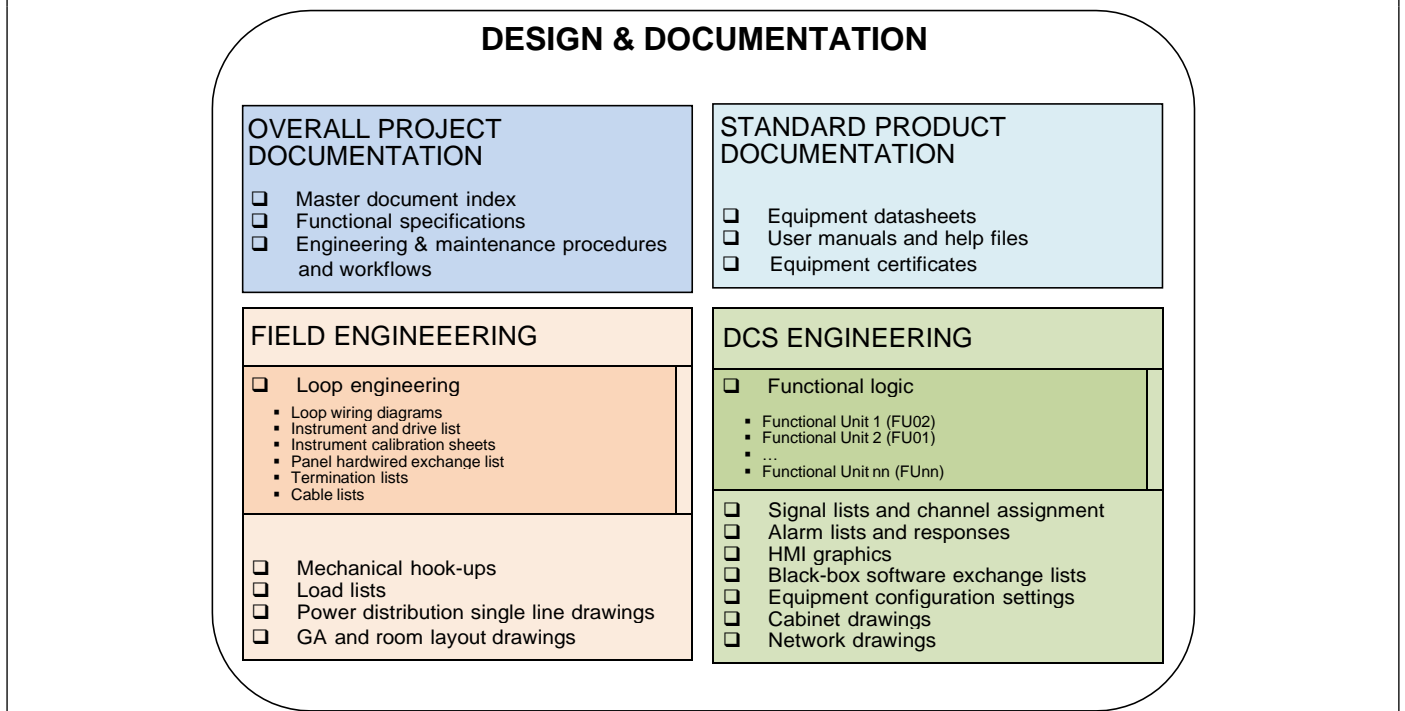 DESIGN & DOCUMENTATION
OVERALL PROJECT
DOCUMENTATION
❑ Master document index
❑ Functional specifications
❑ Engineering & maintenance procedures
and workflows
STANDARD PRODUCT
DOCUMENTATION
❑ Equipment datasheets
❑ User manuals and help files
❑ Equipment certificates
FIELD ENGINEEERING
❑ Loop engineering
▪ Loop wiring diagrams
▪ Instrument and drive list
▪ Instrument calibration sheets
▪ Panel hardwired exchange list
▪ Termination lists
▪ Cable lists
❑ Mechanical hook-ups
❑ Load lists
❑ Power distribution single line drawings
❑ GA and room layout drawings
DCS ENGINEERING
❑ Functional logic
▪ Functional Unit 1 (FU02)
▪ Functional Unit 2 (FU01)
▪ …
▪ Functional Unit nn (FUnn)
❑ Signal lists and channel assignment
❑ Alarm lists and responses
❑ HMI graphics
❑ Black-box software exchange lists
❑ Equipment configuration settings
❑ Cabinet drawings
❑ Network drawings